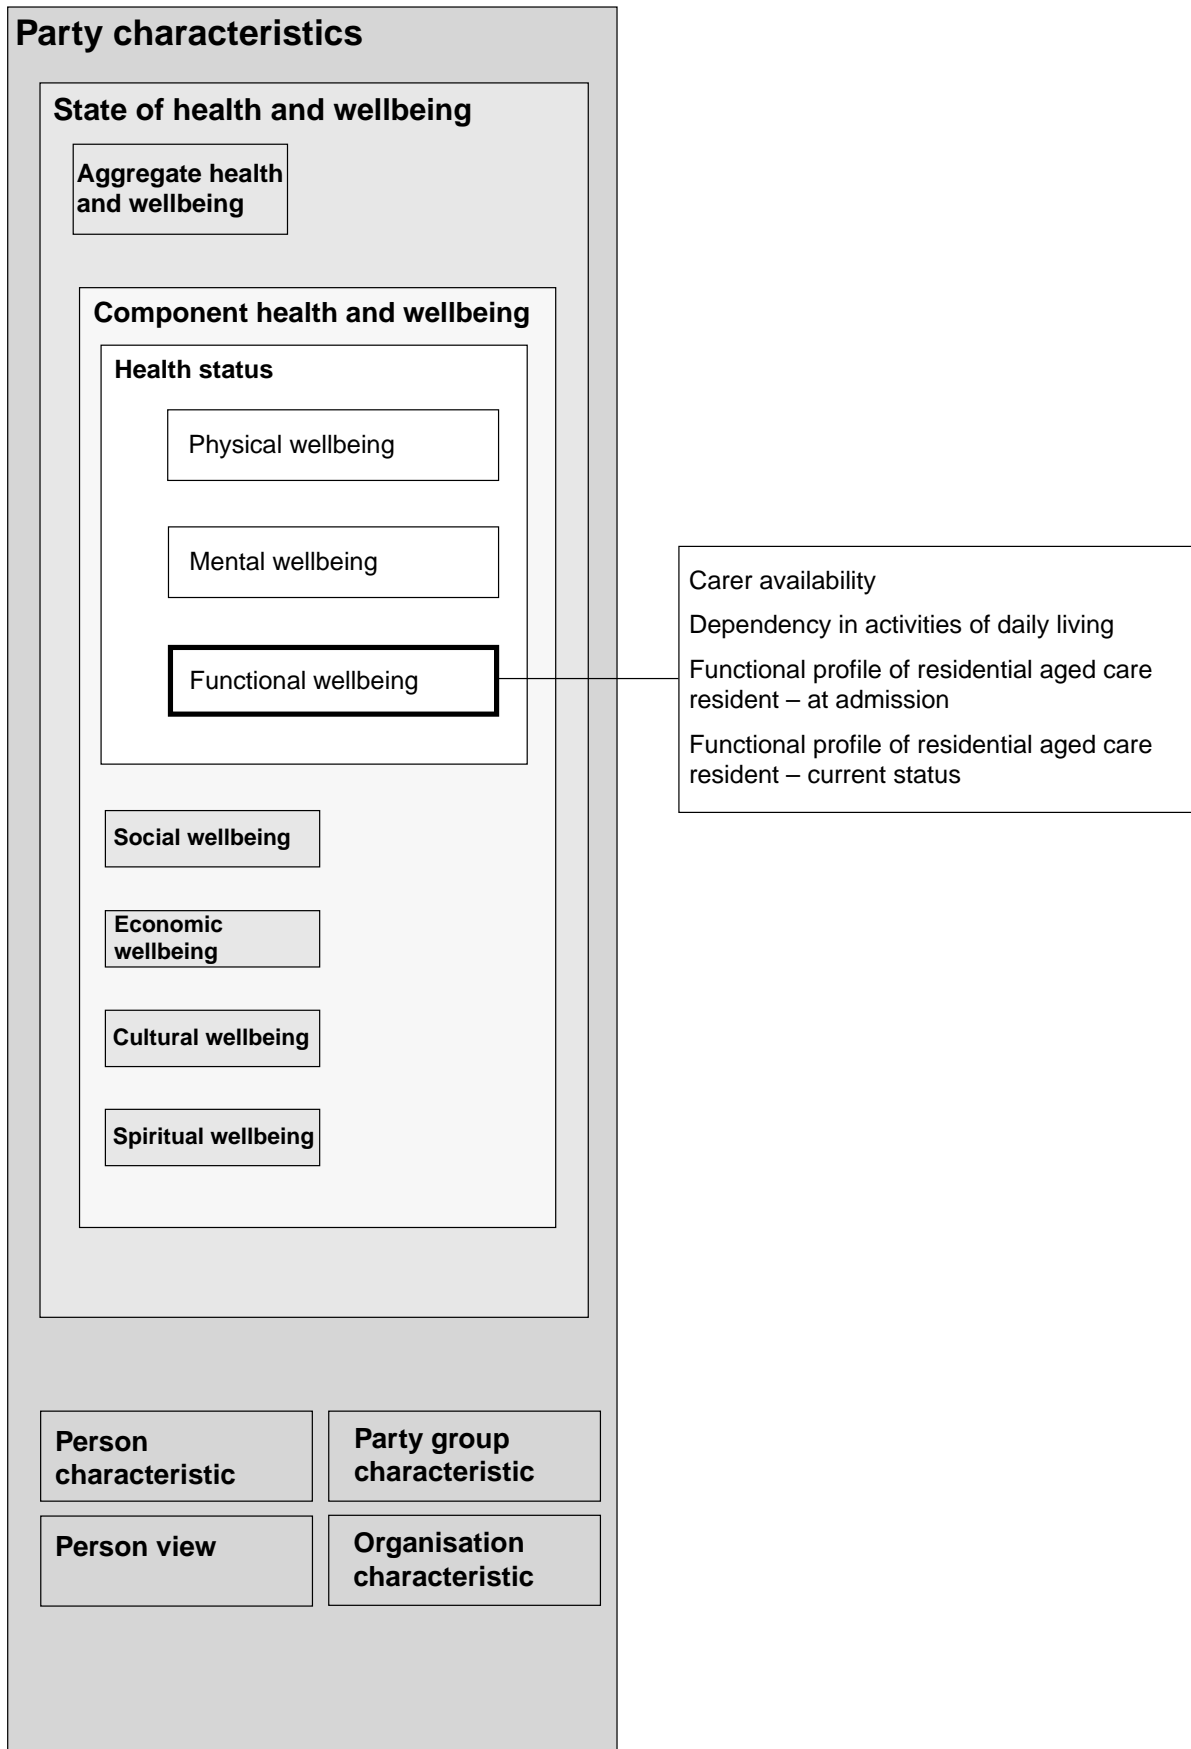 Party characteristics
State of health and wellbeing
Aggregate health
and wellbeing
Component health and wellbeing
Health status
Physical wellbeing
Mental wellbeing
Functional wellbeing
Carer availability
Dependency in activities of daily living
Functional profile of residential aged care
resident – at admission
Functional profile of residential aged care
resident – current status
Social wellbeing
Economic
wellbeing
Cultural wellbeing
Spiritual wellbeing
Person
characteristic
Party group
characteristic
Person view
Organisation
characteristic